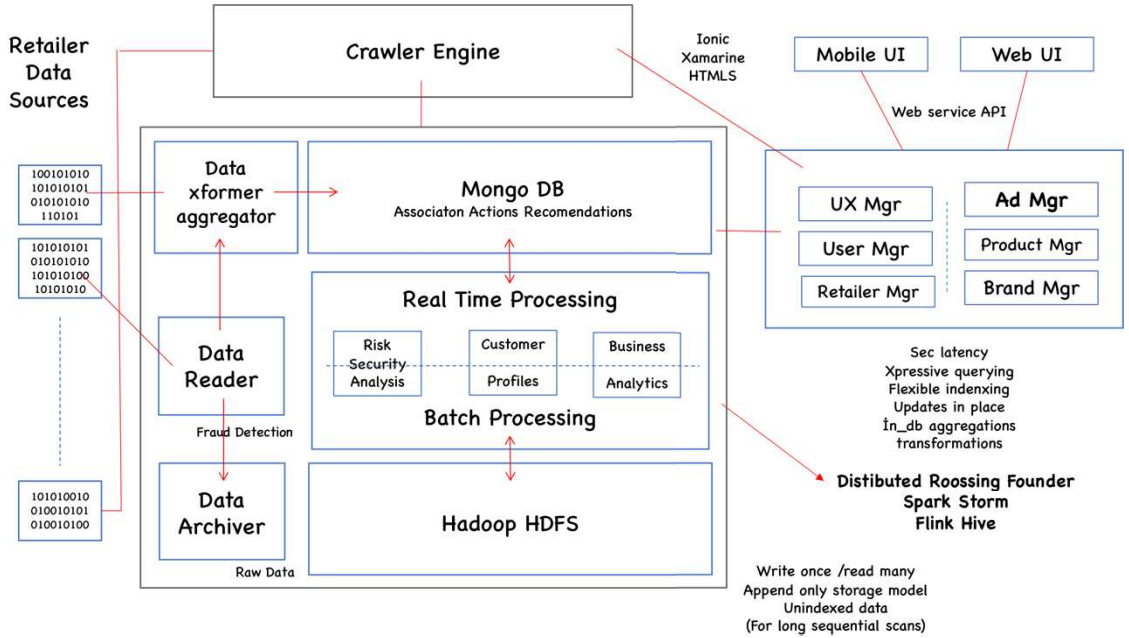 Retailer
Data
Sources
Crawler Engine
Ionic
Xamarine
HTMLS
Mobile UI
Web UI
Web service API
100101010
101010101
010101010
110101
101010101
010101010
101010100
10101010
101010010
010010101
010010100
Data
xformer
aggregator
Mongo DB
Associaton Actions Recomendations
Data
Reader
Fraud Detection
Data
Archiver
Raw Data
Real Time Processing
Risk
Security
Analysis
Customer
Profiles
Business
Analytics
Batch Processing
Hadoop HDFS
UX Mgr
User Mgr
Retailer Mgr
Ad Mgr
Product Mgr
Brand Mgr
Sec latency
Xpressive querying
Flexible indenxing
Updates in place
İn_db aggregations
transformations
Distibuted Roossing Founder
Spark Storm
Flink Hive
Write once /read many
Append only storage model
Unindexed data
(For long sequential scans)